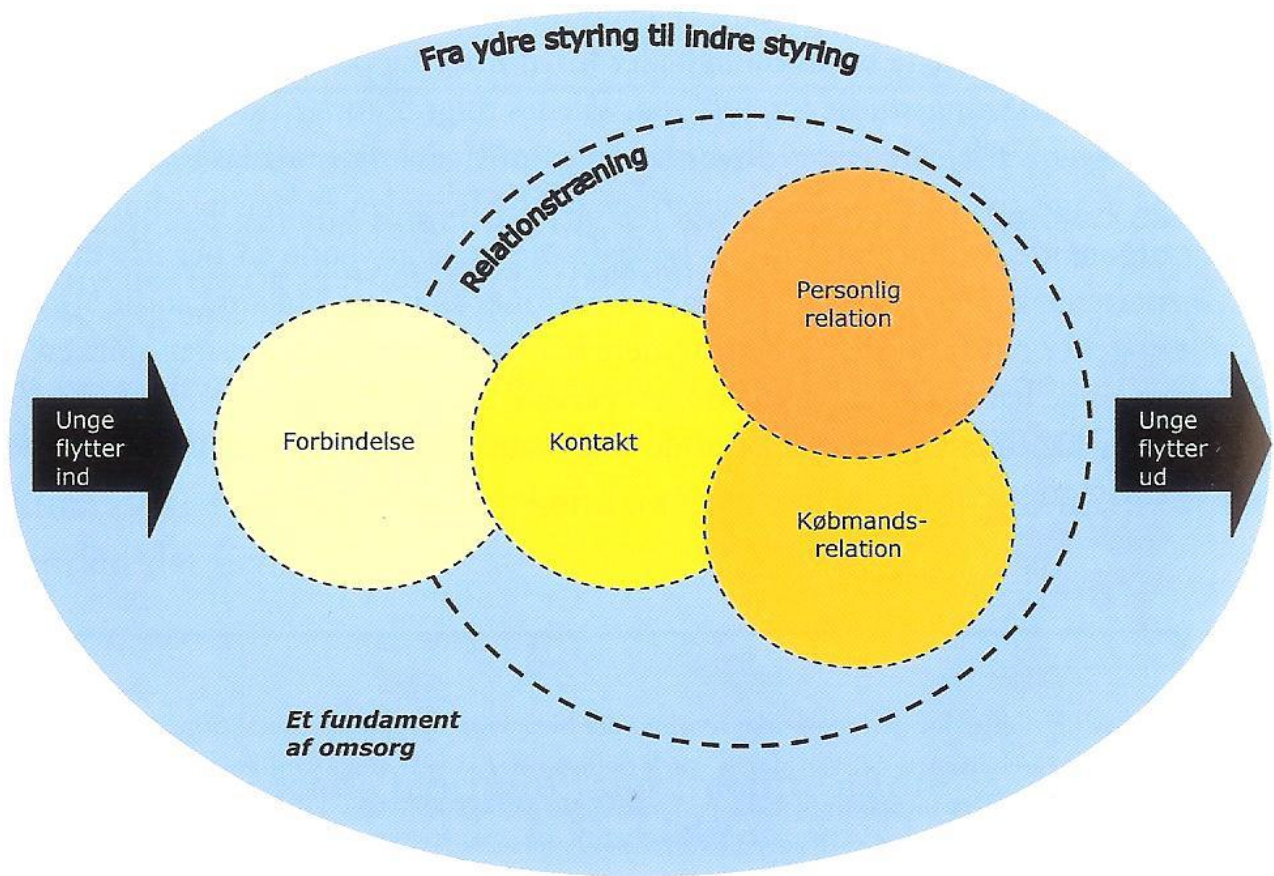 Fra ydre styring til indre styring
Relationstræning
Personlig
relation
Unge
flytter
ind
Forbindelse
Kontakt
Unge
flytter
ud
Købmands-
relation
Et fundament
af omsorg